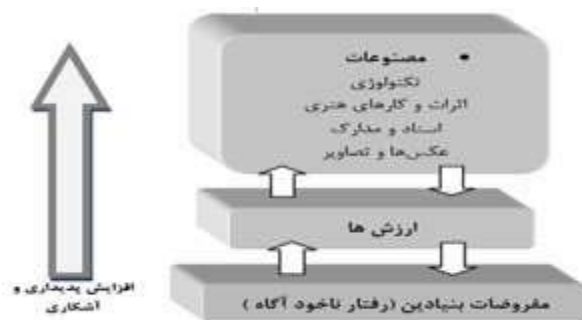 • مصنوعات
تکنولوژی
اثرات و کارهای هنری
اسناد و مدارک
عکس‌ها و تصاویر
ارزش ها
مفروضات بنیادین (رفتار ناخود آگاه )
افزایش پدیداری و
آشکاری